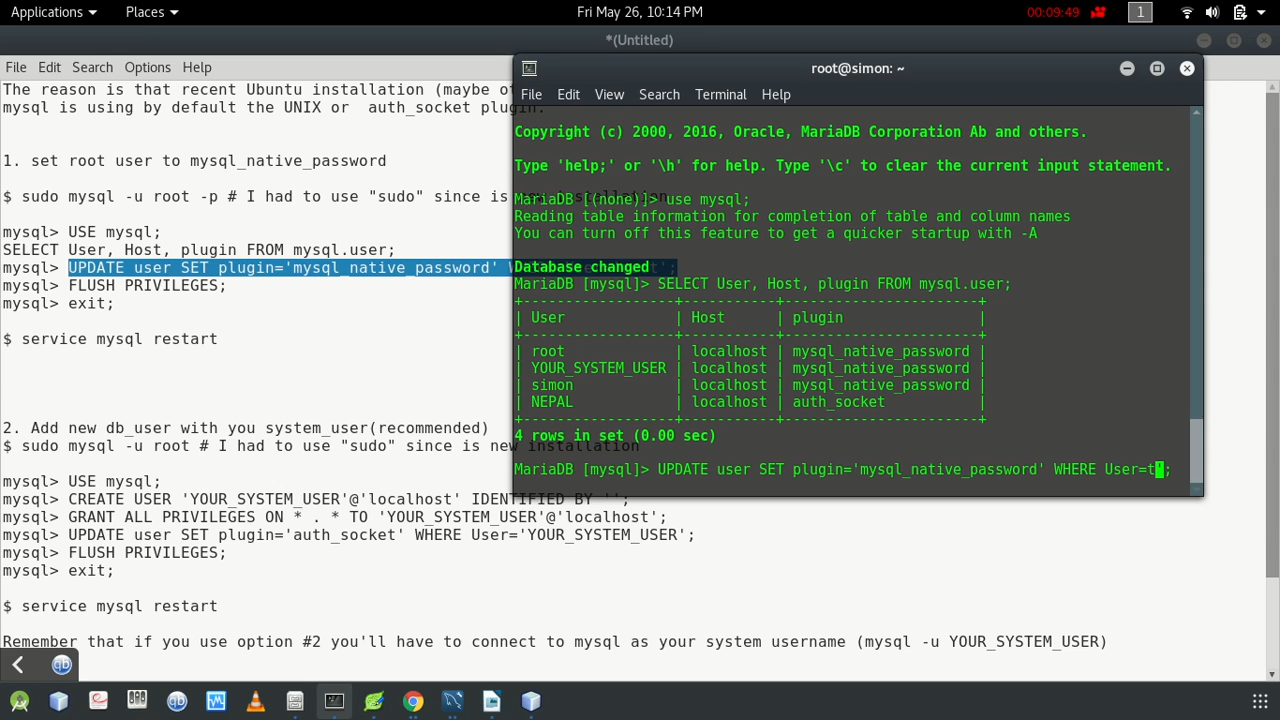 Applications Places Fri May 26, 10:14 PM 00:09:49 1
*(Untitled)
File Edit Search Options Help
The reason is that recent Ubuntu installation (maybe
mysql is using by default the UNIX or  auth_socket plugin.
1. set root user to mysql_native_password
$ sudo mysql -u root -p # I had to use "sudo" since is new installation
mysql> USE mysql;
SELECT User, Host, plugin FROM mysql.user;
mysql> UPDATE user SET plugin='mysql_native_password'
mysql> FLUSH PRIVILEGES;
mysql> exit;
$ service mysql restart
2. Add new db_user with you system_user(recommended)
$ sudo mysql -u root # I had to use "sudo" since is new installation
mysql> USE mysql;
mysql> CREATE USER 'YOUR_SYSTEM_USER'@'localhost' IDENTIFIED BY '';
mysql> GRANT ALL PRIVILEGES ON * . * TO 'YOUR_SYSTEM_USER'@'localhost';
mysql> UPDATE user SET plugin='auth_socket' WHERE User='YOUR_SYSTEM_USER';
mysql> FLUSH PRIVILEGES;
mysql> exit;
$ service mysql restart
Remember that if you use option #2 you'll have to connect to mysql as your system username (mysql -u YOUR_SYSTEM_USER)
root@simon: ~
File Edit View Search Terminal Help
Copyright (c) 2000, 2016, Oracle, MariaDB Corporation Ab and others.
Type 'help;' or '\h' for help. Type '\c' to clear the current input statement.
MariaDB [(none)]> use mysql;
Reading table information for completion of table and column names
You can turn off this feature to get a quicker startup with -A
Database changed
MariaDB [mysql]> SELECT User, Host, plugin FROM mysql.user;
+------------------+-----------+-----------------------+
| User             | Host      | plugin                |
+------------------+-----------+-----------------------+
| root             | localhost | mysql_native_password |
| YOUR_SYSTEM_USER | localhost | mysql_native_password |
| simon            | localhost | mysql_native_password |
| NEPAL            | localhost | auth_socket           |
+------------------+-----------+-----------------------+
4 rows in set (0.00 sec)
MariaDB [mysql]> UPDATE user SET plugin='mysql_native_password' WHERE User=t';
qb
qb